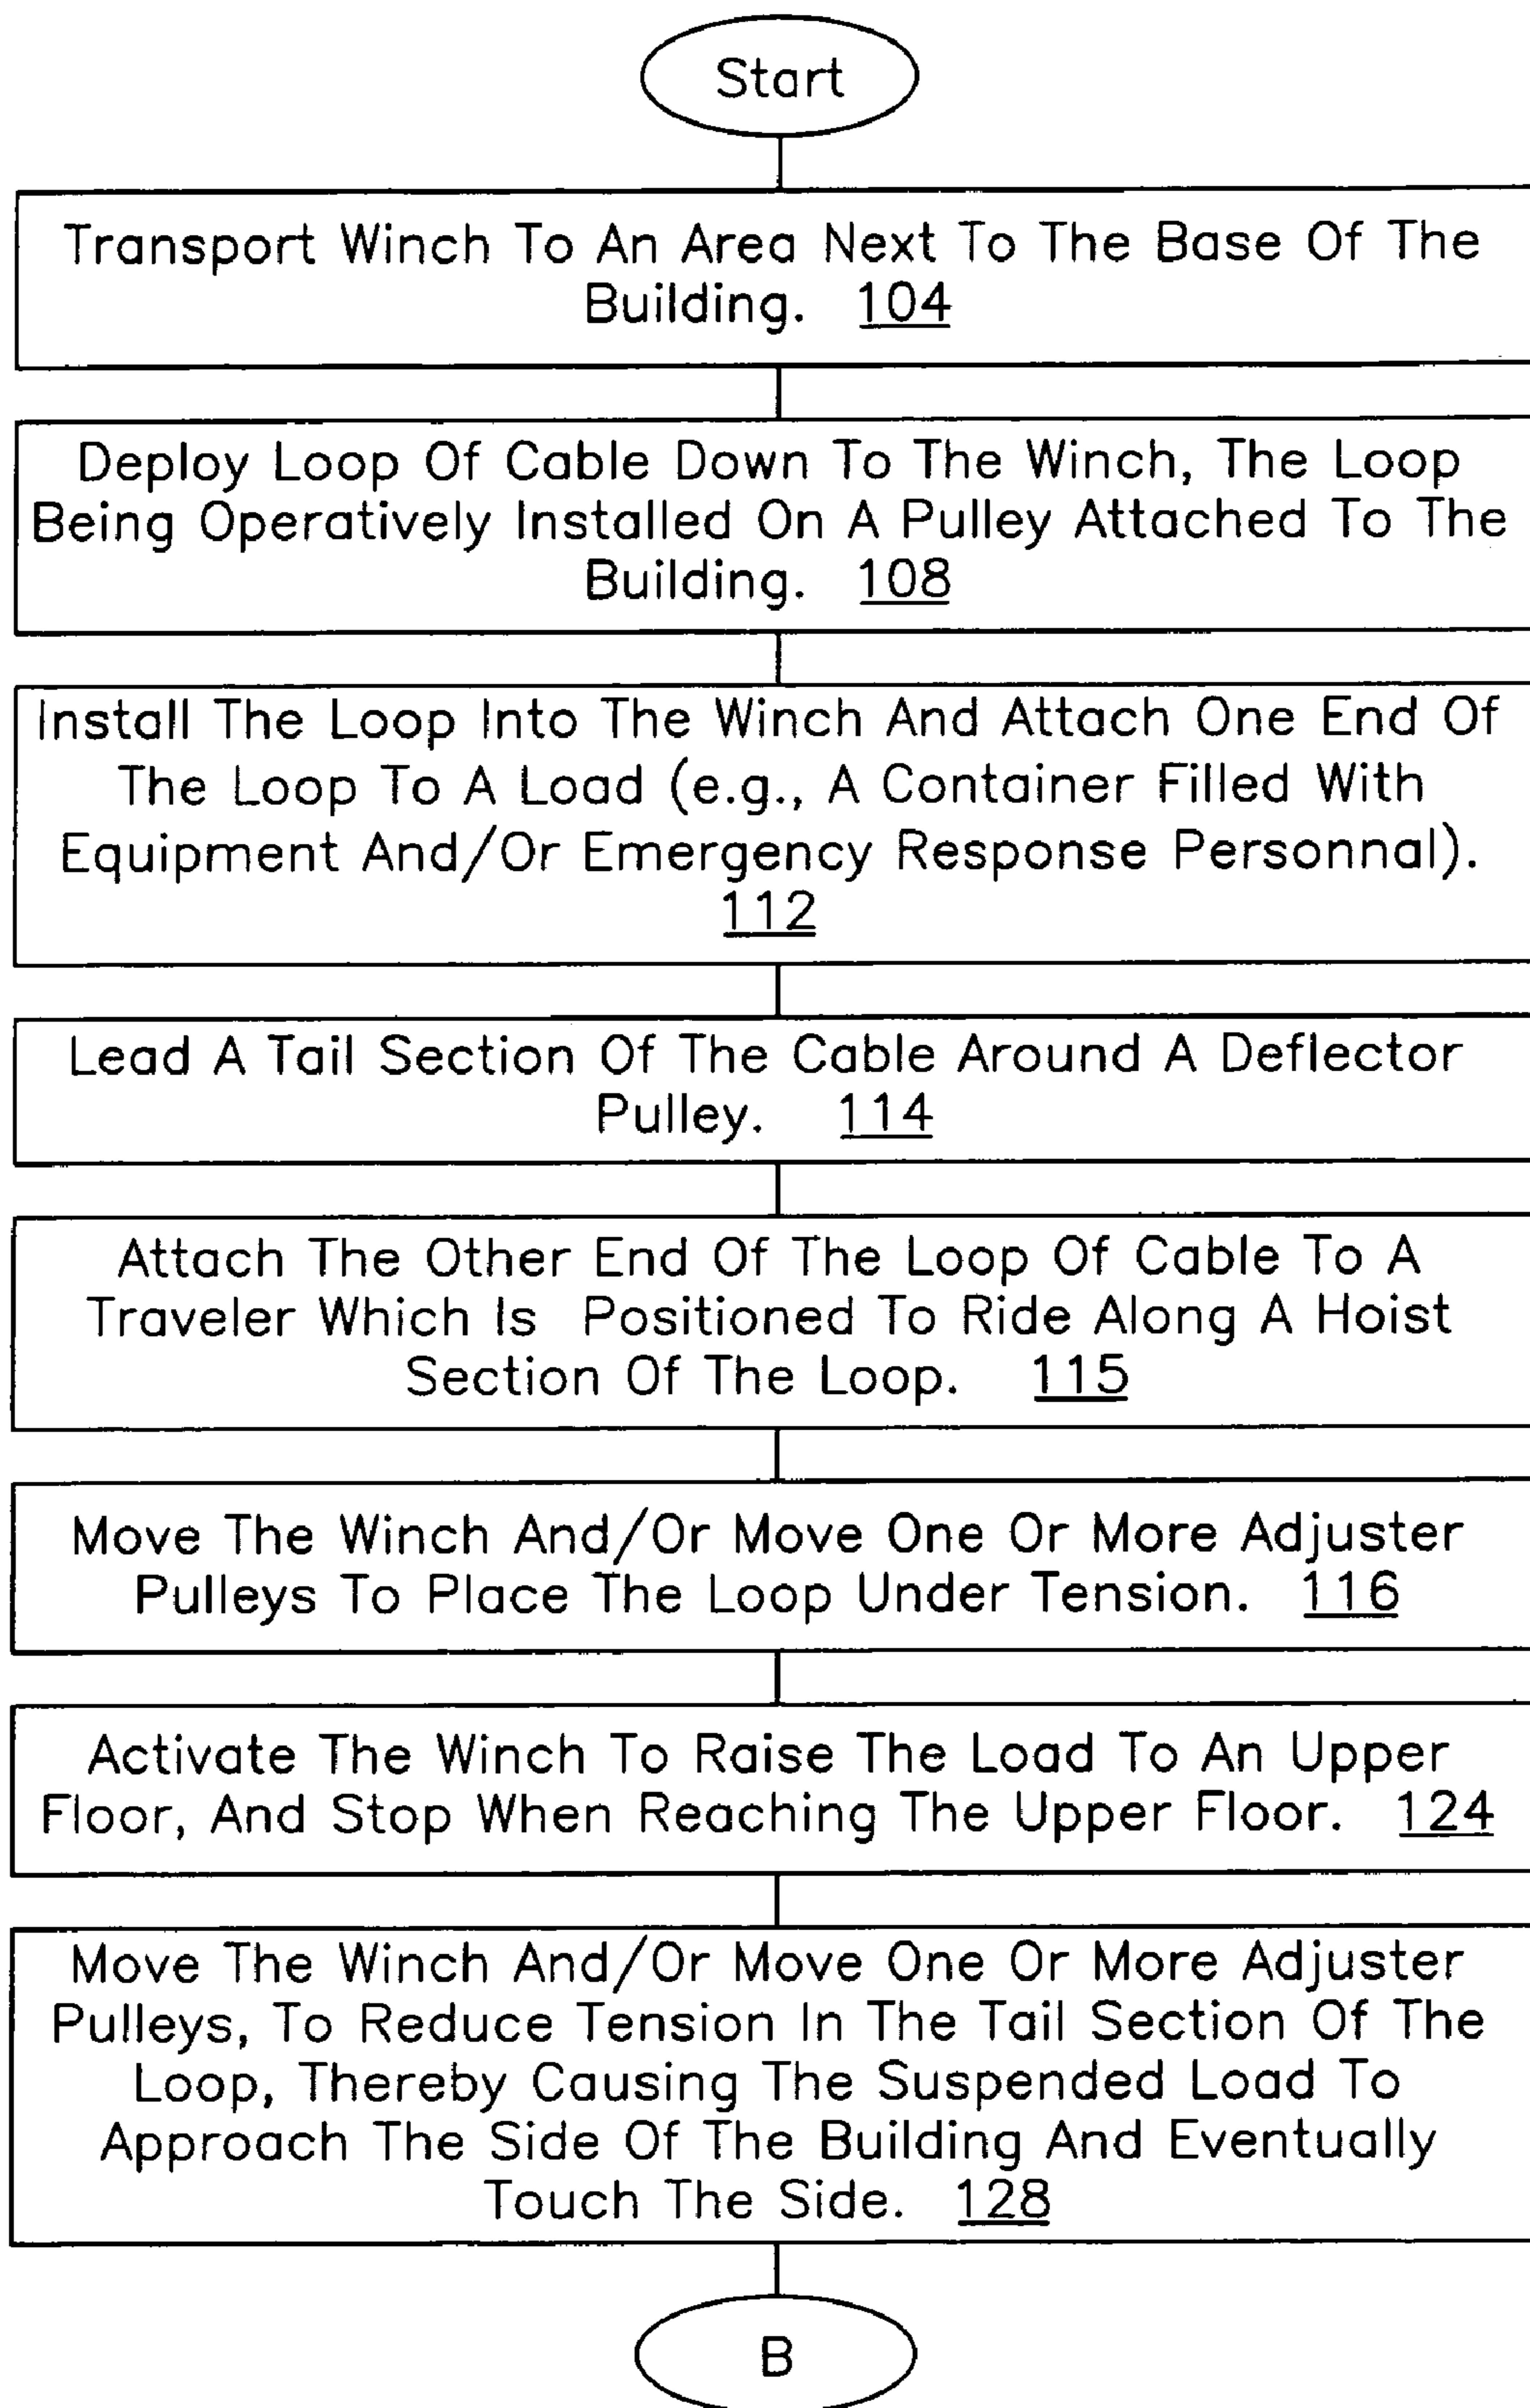 Start
Transport Winch To An Area Next To The Base Of The
Building. 104
Deploy Loop Of Cable Down To The Winch, The Loop
Being Operatively Installed On A Pulley Attached To The
Building. 108
Install The Loop Into The Winch And Attach One End Of
The Loop To A Load (e.g., A Container Filled With
Equipment And/Or Emergency Response Personnal).
112
Lead A Tail Section Of The Cable Around A Deflector
Pulley. 114
Attach The Other End Of The Loop Of Cable To A
Traveler Which Is Positioned To Ride Along A Hoist
Section Of The Loop. 115
Move The Winch And/Or Move One Or More Adjuster
Pulleys To Place The Loop Under Tension. 116
Activate The Winch To Raise The Load To An Upper
Floor, And Stop When Reaching The Upper Floor. 124
Move The Winch And/Or Move One Or More Adjuster
Pulleys, To Reduce Tension In The Tail Section Of The
Loop, Thereby Causing The Suspended Load To
Approach The Side Of The Building And Eventually
Touch The Side. 128
B